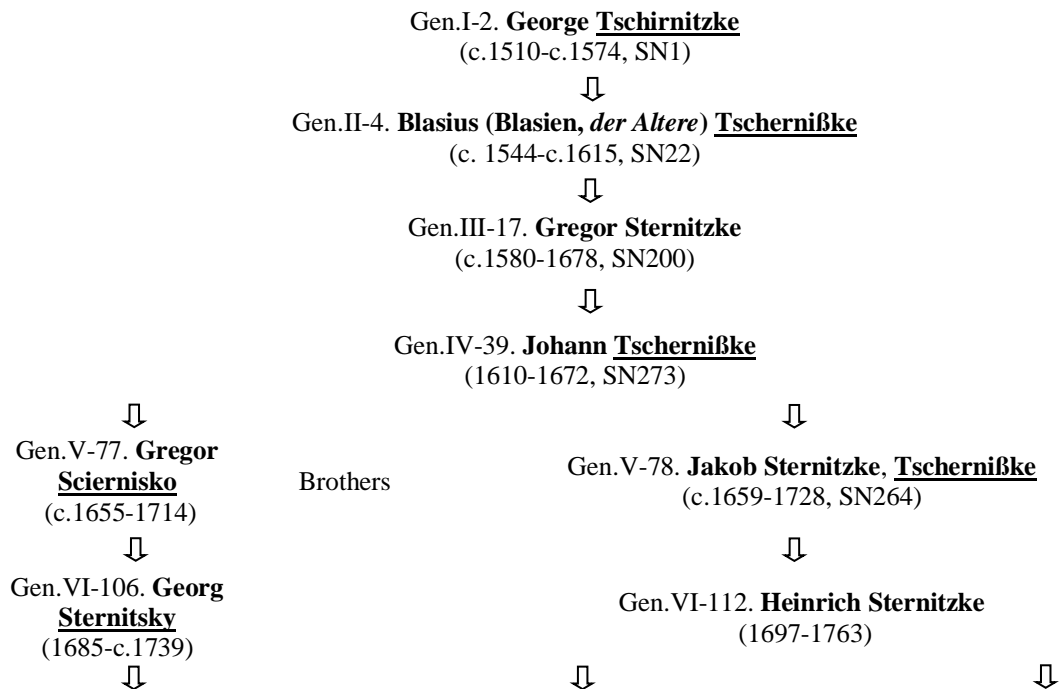 Gen.I-2. George Tschirnitzke
(c.1510-c.1574, SN1)
Gen.II-4. Blasius (Blasien, der Altere) Tschernißke
(c. 1544-c.1615, SN22)
Gen.III-17. Gregor Sternitzke
(c.1580-1678, SN200)
Gen.IV-39. Johann Tschernißke
(1610-1672, SN273)
Gen.V-77. Gregor
Sciernisko
(c.1655-1714)
Brothers
Gen.V-78. Jakob Sternitzke, Tschernißke
(c.1659-1728, SN264)
Gen.VI-106. Georg
Sternitsky
(1685-c.1739)
Gen.VI-112. Heinrich Sternitzke
(1697-1763)